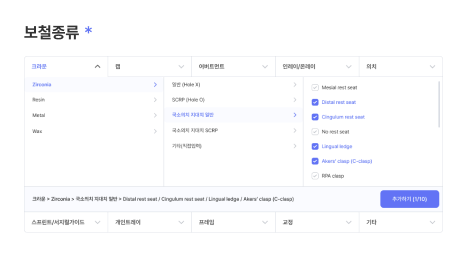 보철종류 *
크라운 캡 어버트먼트 인레이/온레이 의치
Zirconia 일반 (Hole X) Mesial rest seat
Resin SCRP (Hole O) Distal rest seat
Metal 국소의치 지대치 일반 Cingulum rest seat
Wax 국소의치 지대치 SCRP No rest seat
기타(직접입력) Lingual ledge
Akers' clasp (C-clasp)
RPA clasp
크라운 > Zirconia > 국소의치 지대치 일반 > Distal rest seat / Cingulum rest seat / Lingual ledge / Akers' clasp (C-clasp) 추가하기 (1/10)
스프린트/서지컬가이드 개인트레이 프레임 교정 기타